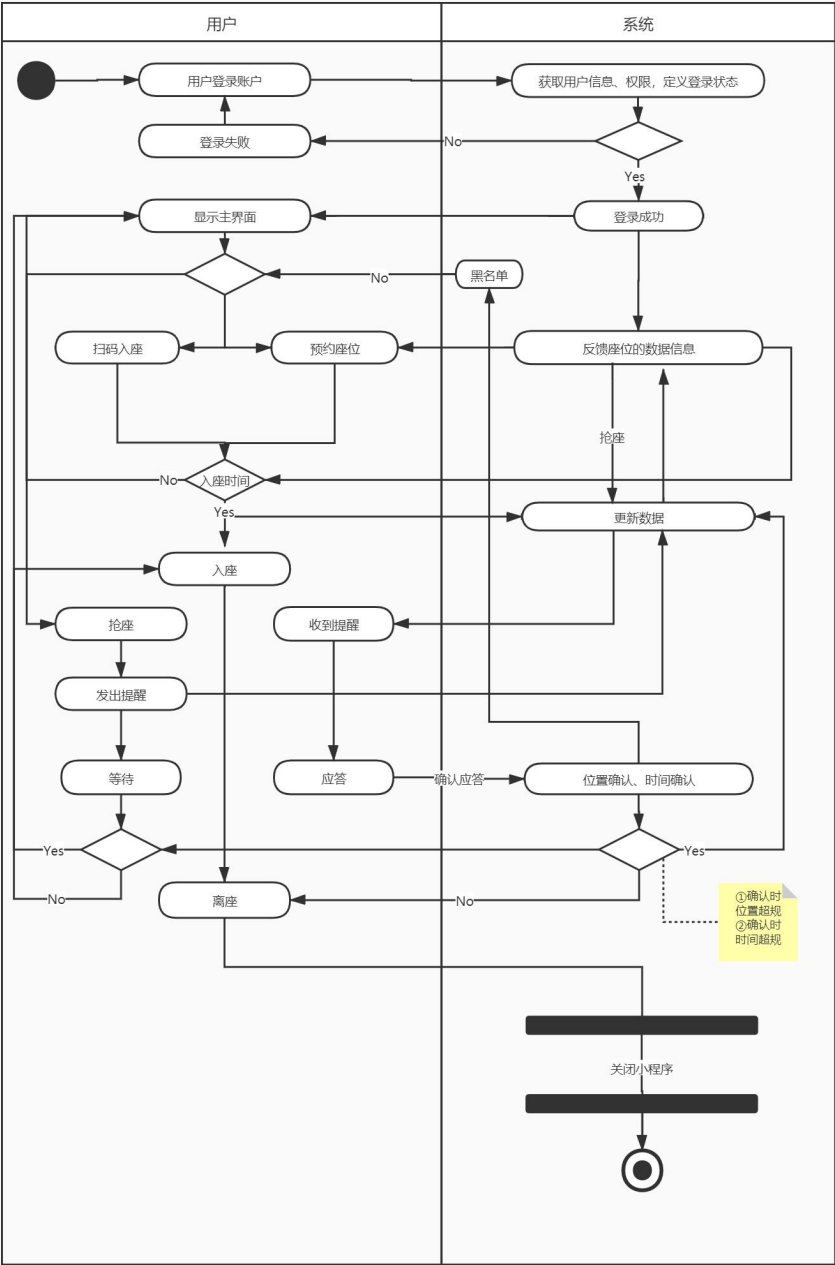 用户
系统
用户登录账户
获取用户信息、权限，定义登录状态
登录失败
No
Yes
显示主界面
登录成功
No
黑名单
扫码入座
预约座位
反馈座位的数据信息
抢座
No
入座时间
Yes
更新数据
入座
抢座
收到提醒
发出提醒
等待
应答
确认应答
位置确认、时间确认
Yes
Yes
No
离座
No
①确认时
位置超规
②确认时
时间超规
关闭小程序